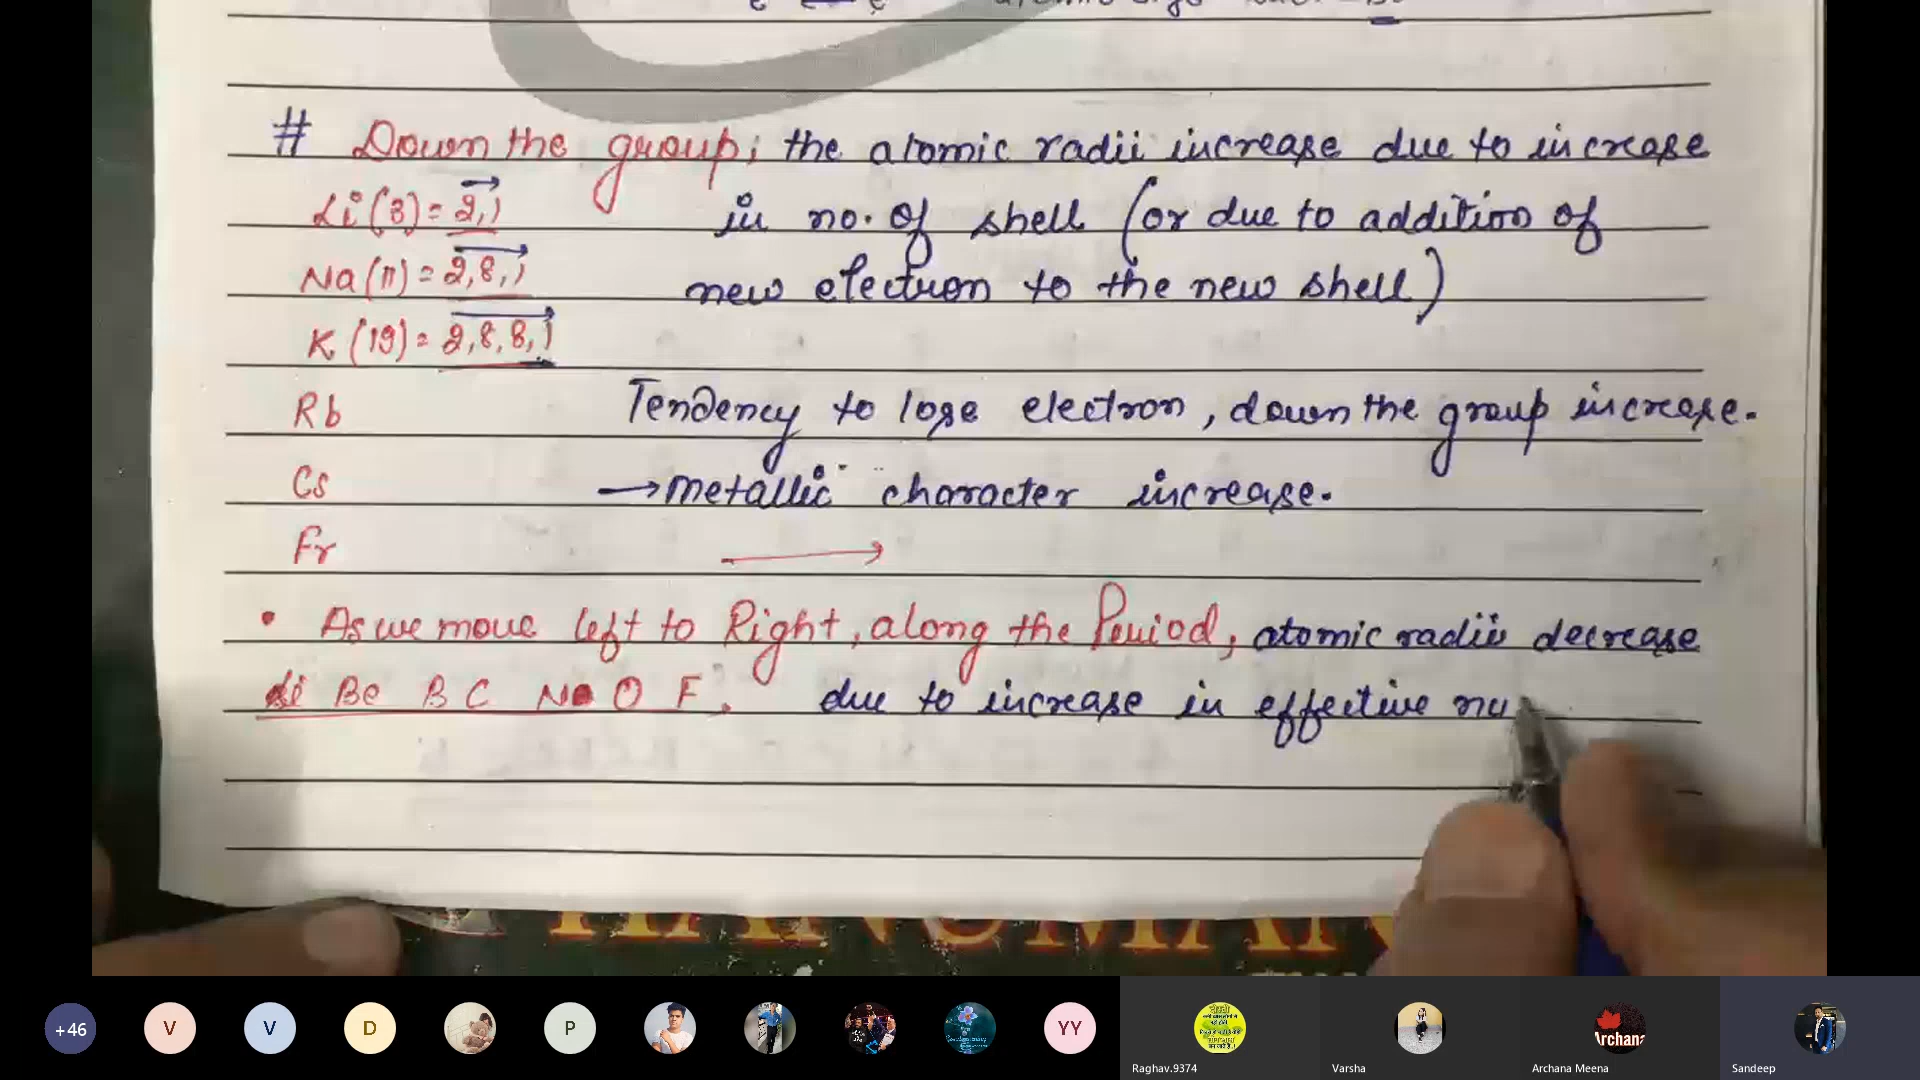 # Down the group; the atomic radii increase due to increase
Li(3) = 2,1 in no. of shell (or due to addition of
Na(11) = 2,8,1 new electron to the new shell)
K (19) = 2,8,8,1
Rb Tendency to lose electron, down the group increase.
Cs → metallic character increase.
Fr →
• As we move left to Right, along the Period, atomic radii decrease
Li Be B C N O F. due to increase in effective nu
+46 V V D P YY
Raghav.9374 Varsha Archana Meena Sandeep
Archana